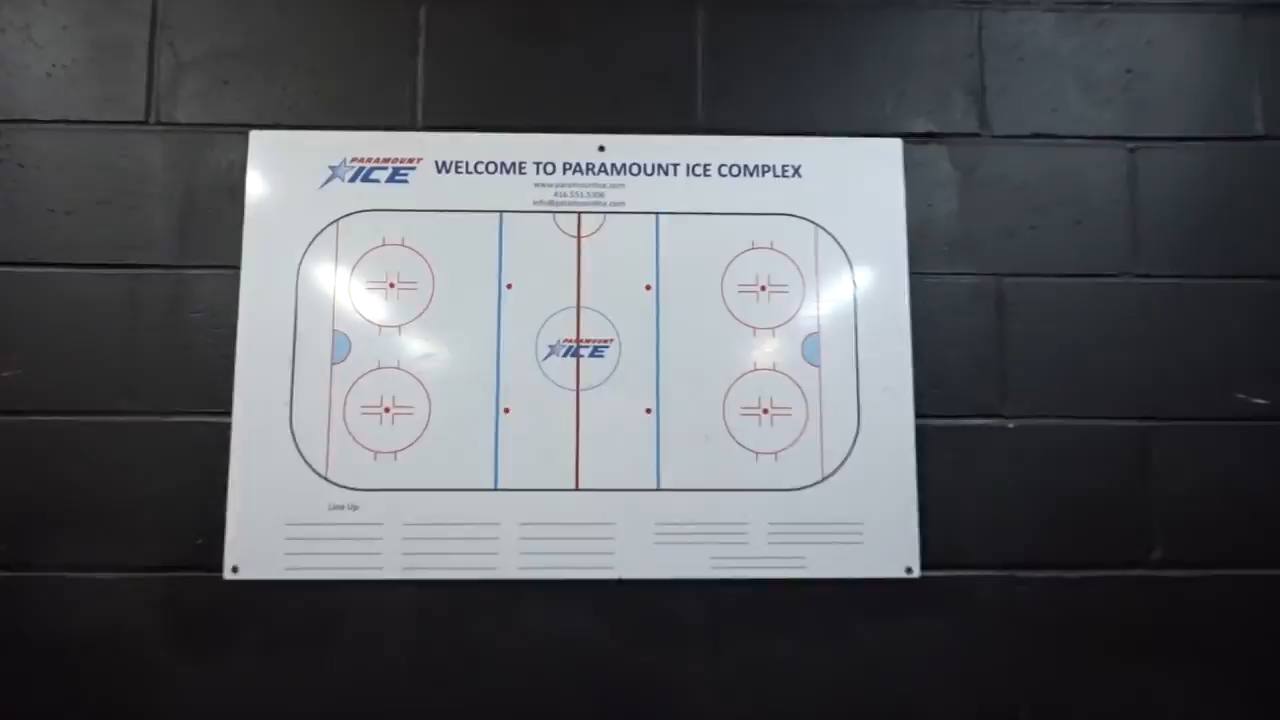 PARAMOUNT
ICE
WELCOME TO PARAMOUNT ICE COMPLEX
www.paramountice.com
416.551.5306
info@paramountice.com
PARAMOUNT
ICE
Line Up: